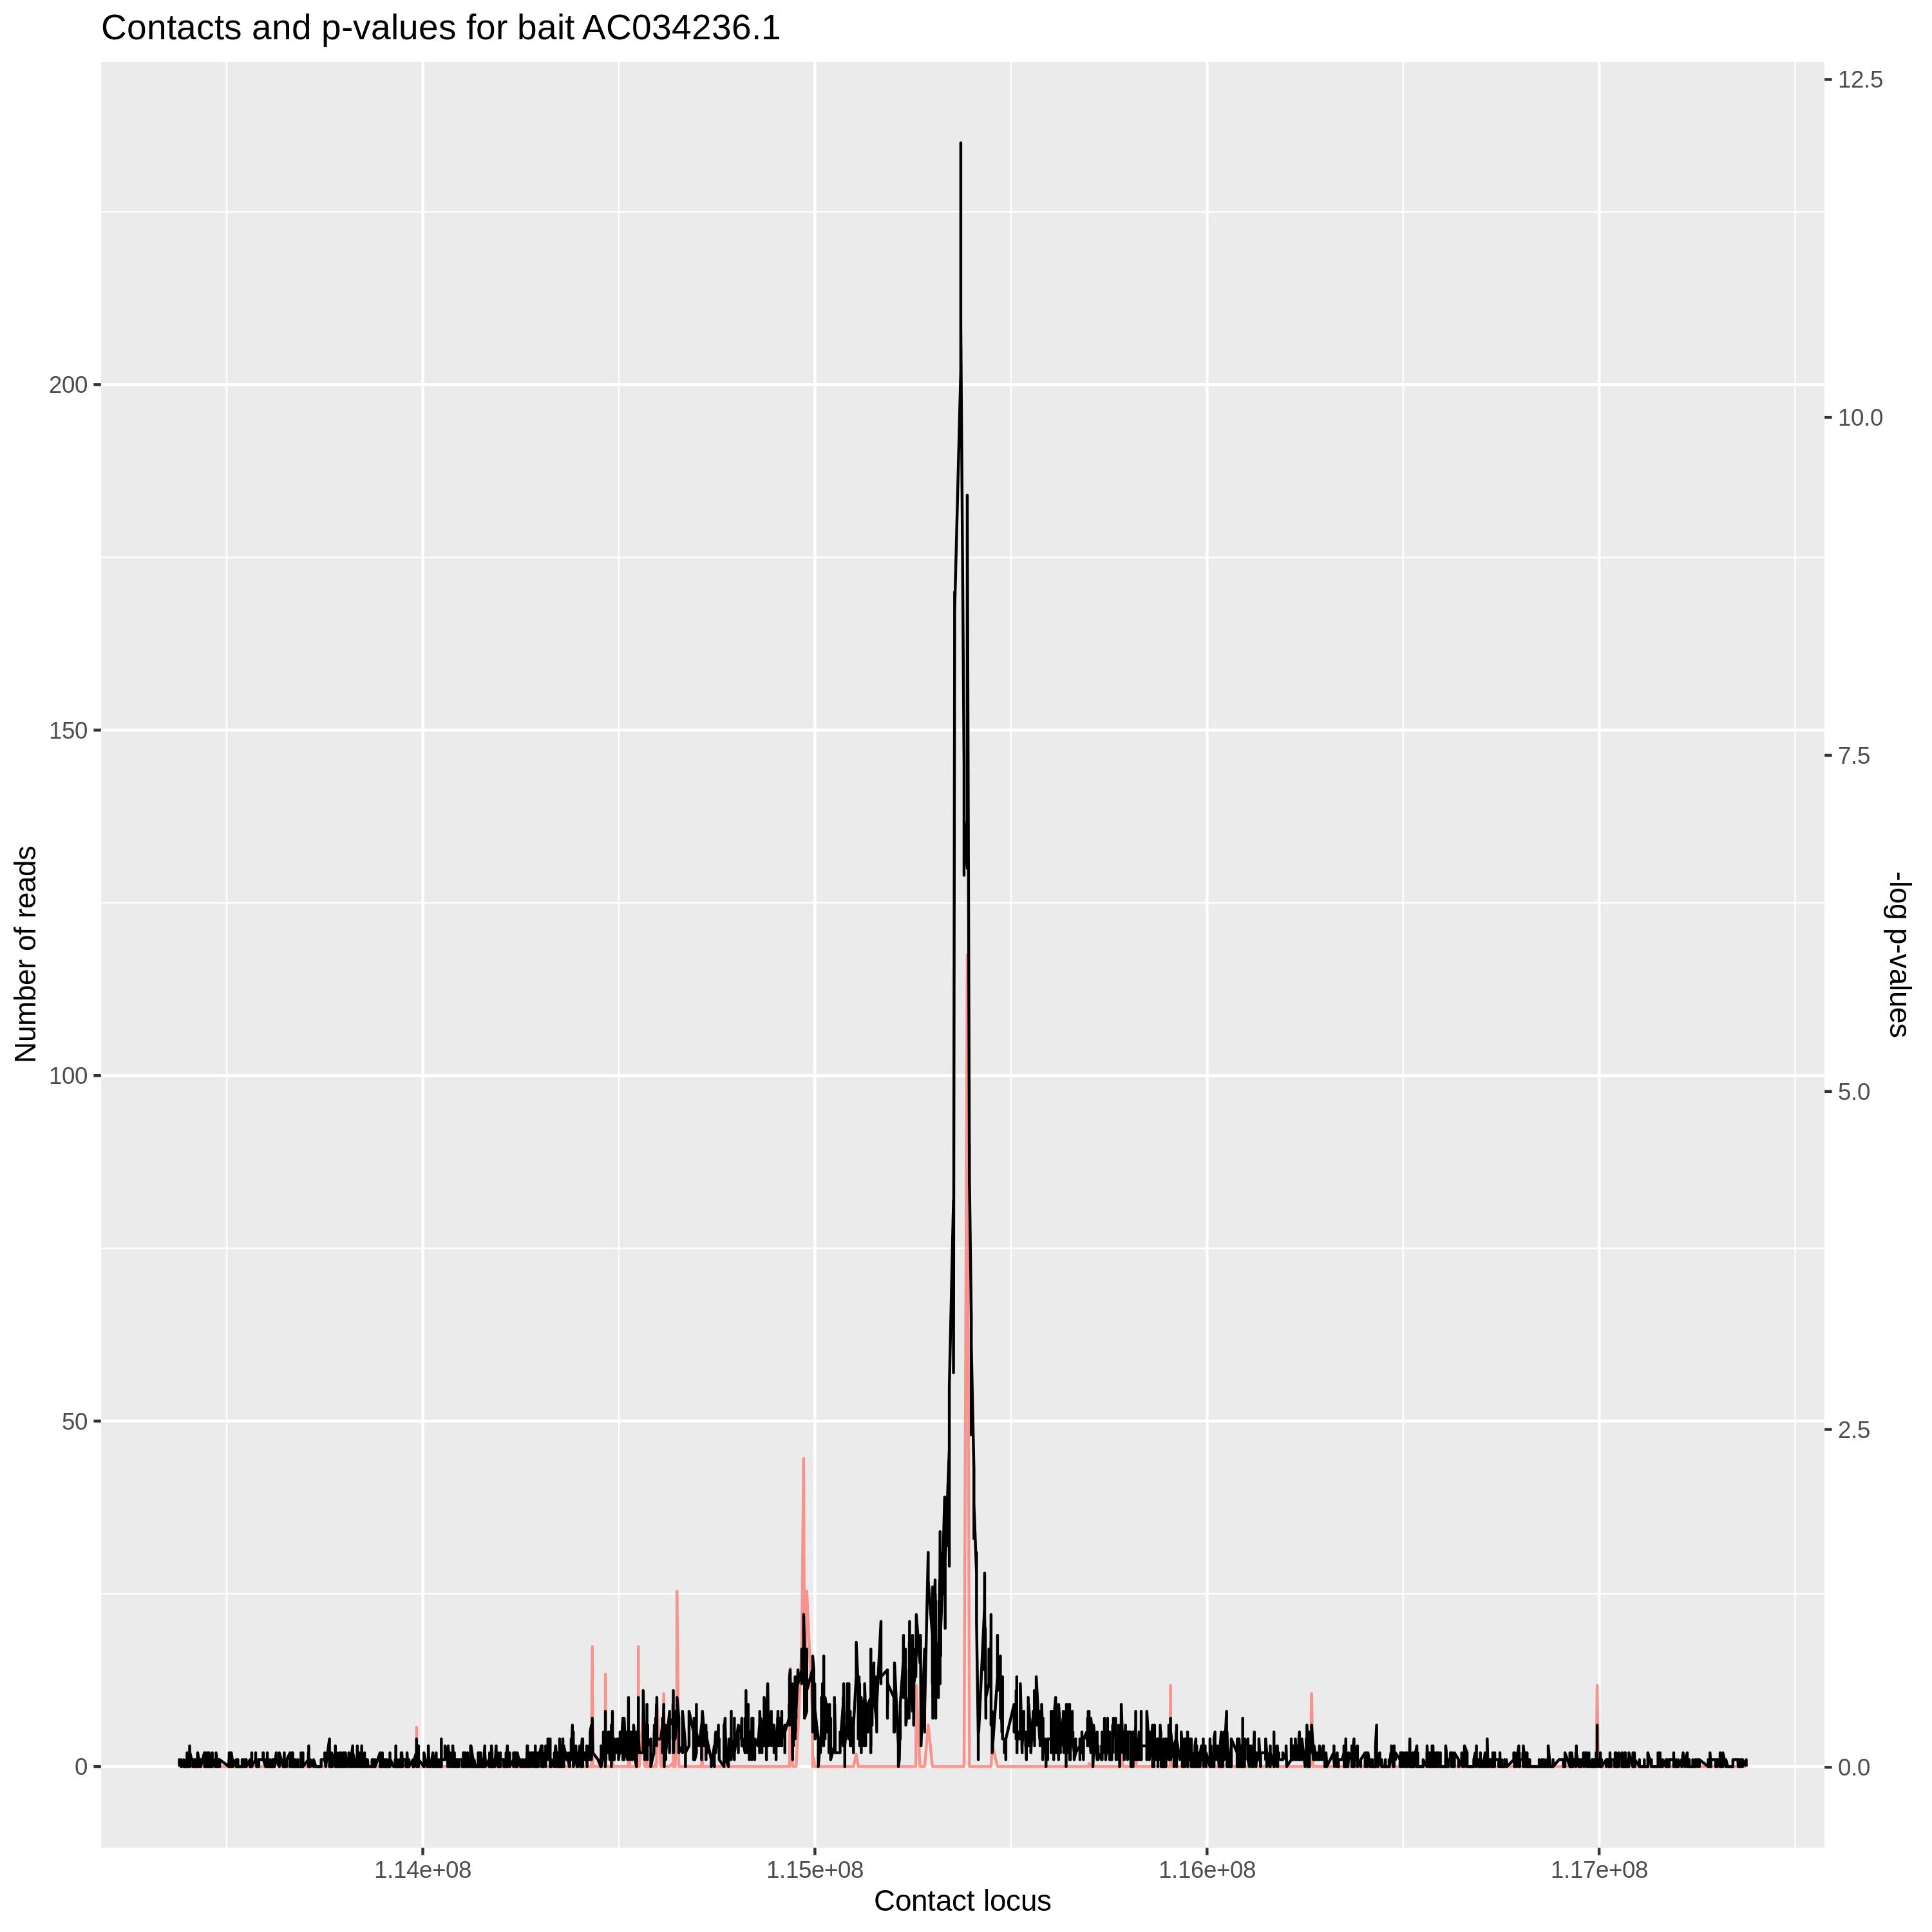 Contacts and p-values for bait AC034236.1
12.5
10.0
7.5
5.0
2.5
0.0
200
150
100
50
0
Number of reads
-log p-values
1.14e+08
1.15e+08
1.16e+08
1.17e+08
Contact locus